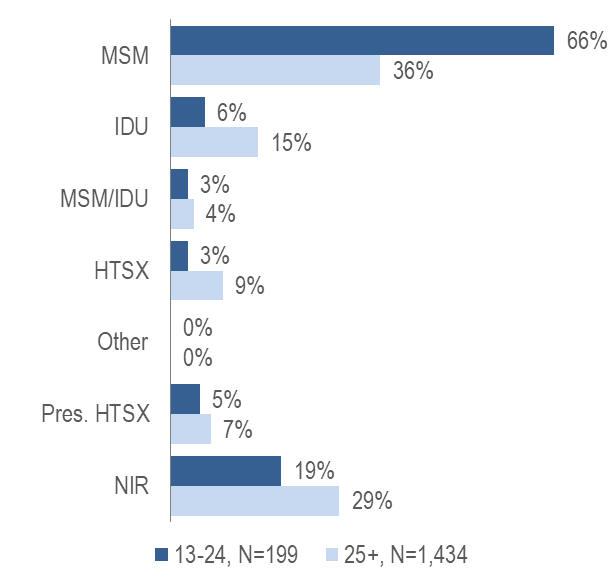 MSM
66%
36%
IDU
6%
15%
MSM/IDU
3%
4%
HTSX
3%
9%
Other
0%
0%
Pres. HTSX
5%
7%
NIR
19%
29%
13-24, N=199
25+, N=1,434